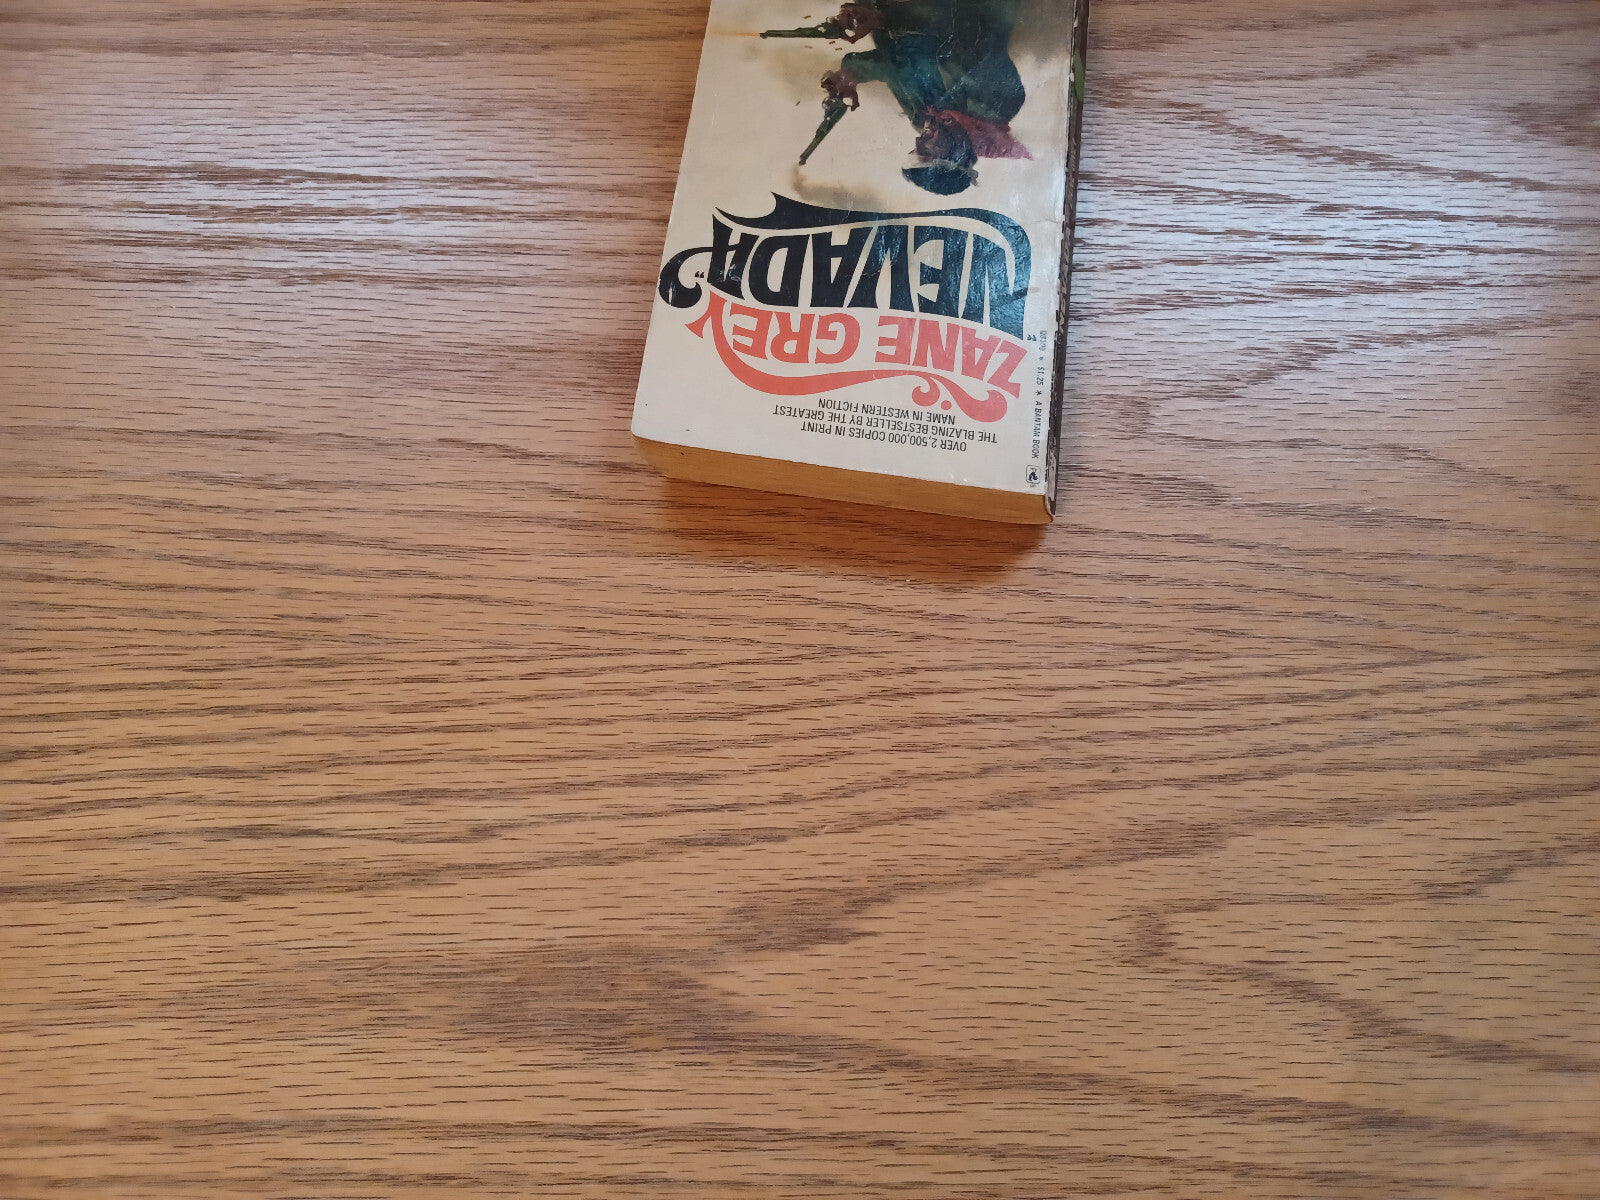 OVER 2,500,000 COPIES IN PRINT
THE BLAZING BESTSELLER BY THE GREATEST
NAME IN WESTERN FICTION
ZANE GREY'S
NEVADA
* $1.25 * A BANTAM BOOK